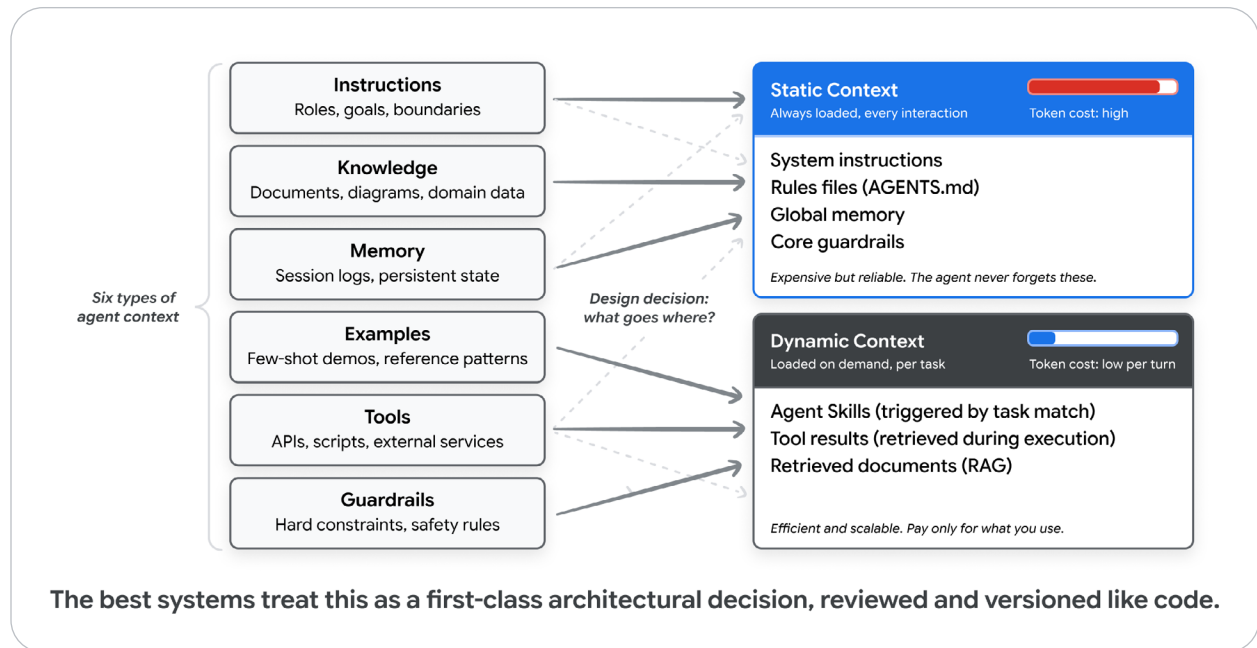 Six types of
agent context
Instructions
Roles, goals, boundaries
Knowledge
Documents, diagrams, domain data
Memory
Session logs, persistent state
Examples
Few-shot demos, reference patterns
Tools
APIs, scripts, external services
Guardrails
Hard constraints, safety rules
Design decision:
what goes where?
Static Context
Always loaded, every interaction
Token cost: high
System instructions
Rules files (AGENTS.md)
Global memory
Core guardrails
Expensive but reliable. The agent never forgets these.
Dynamic Context
Loaded on demand, per task
Token cost: low per turn
Agent Skills (triggered by task match)
Tool results (retrieved during execution)
Retrieved documents (RAG)
Efficient and scalable. Pay only for what you use.
The best systems treat this as a first-class architectural decision, reviewed and versioned like code.